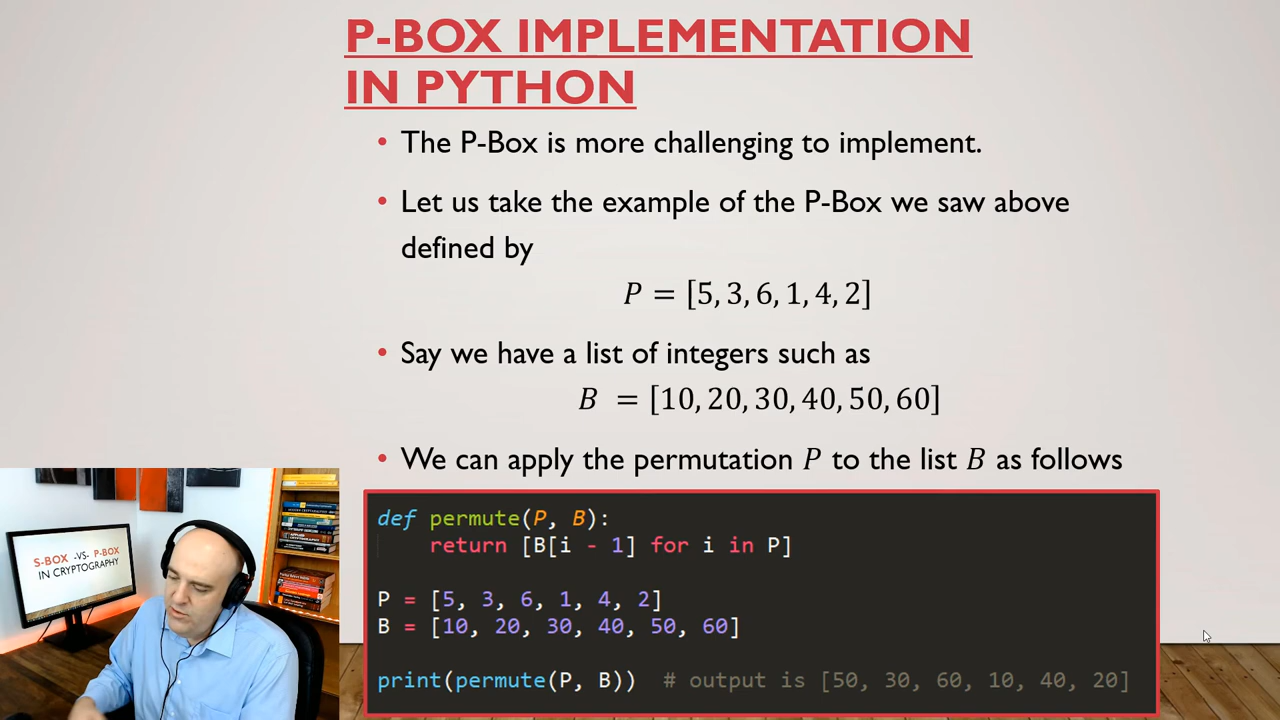 P-BOX IMPLEMENTATION
IN PYTHON
• The P-Box is more challenging to implement.
• Let us take the example of the P-Box we saw above
defined by
P = [5, 3, 6, 1, 4, 2]
• Say we have a list of integers such as
B = [10, 20, 30, 40, 50, 60]
• We can apply the permutation P to the list B as follows
def permute(P, B):
    return [B[i - 1] for i in P]
P = [5, 3, 6, 1, 4, 2]
B = [10, 20, 30, 40, 50, 60]
print(permute(P, B))  # output is [50, 30, 60, 10, 40, 20]
S-BOX -VS- P-BOX
IN CRYPTOGRAPHY